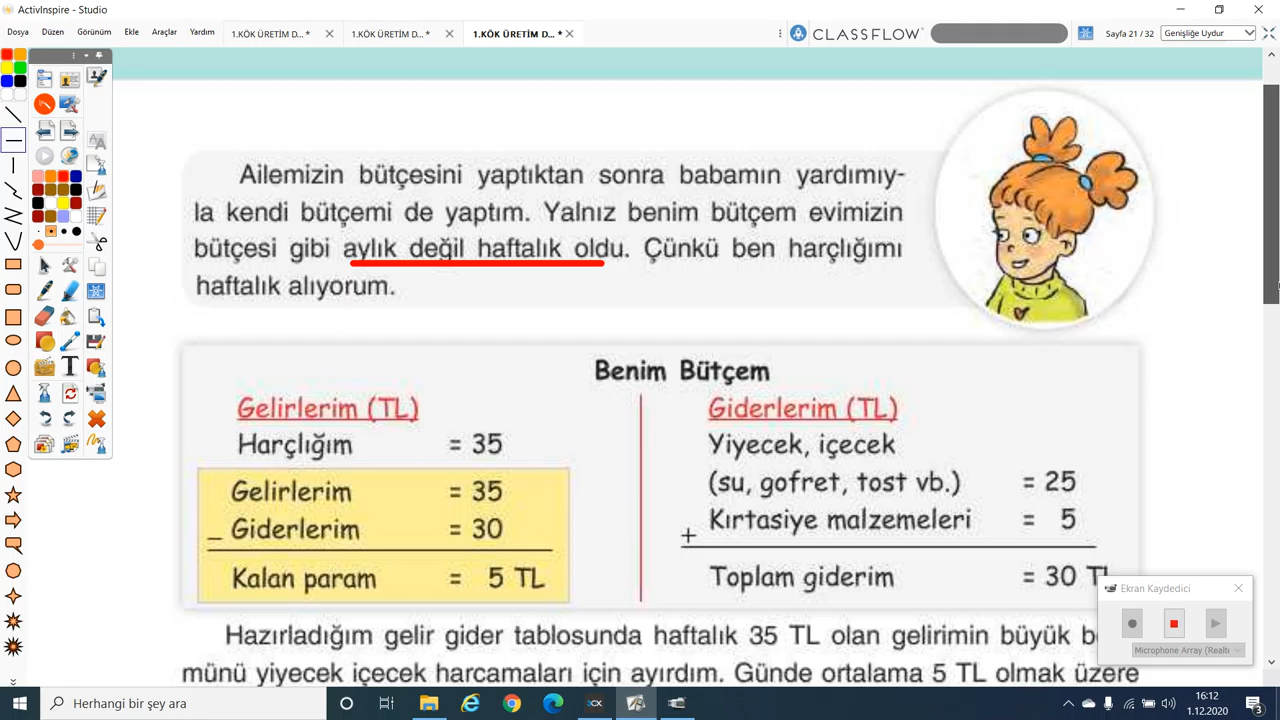 ActivInspire - Studio
Dosya Düzen Görünüm Ekle Araçlar Yardım
1.KÖK ÜRETİM D...*
1.KÖK ÜRETİM D...*
1.KÖK ÜRETİM D...*
CLASSFLOW
Sayfa 21 / 32
Genişliğe Uydur
Ailemizin bütçesini yaptıktan sonra babamın yardımıy-
la kendi bütçemi de yaptım. Yalnız benim bütçem evimizin
bütçesi gibi aylık değil haftalık oldu. Çünkü ben harçlığımı
haftalık alıyorum.
Benim Bütçem
Gelirlerim (TL)
Harçlığım = 35
Gelirlerim = 35
_ Giderlerim = 30
Kalan param = 5 TL
Giderlerim (TL)
Yiyecek, içecek
(su, gofret, tost vb.) = 25
+ Kırtasiye malzemeleri = 5
Toplam giderim = 30 TL
Hazırladığım gelir gider tablosunda haftalık 35 TL olan gelirimin büyük
münü yiyecek içecek harcamaları için ayırdım. Günde ortalama 5 TL olmak üzere
Ekran Kaydedici
Microphone Array (Realte
Herhangi bir şey ara
16:12
1.12.2020
3